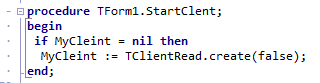 procedure TForm1.StartClent;
begin
if MyCleint = nil then
MyCleint := TClientRead.create(false);
end;